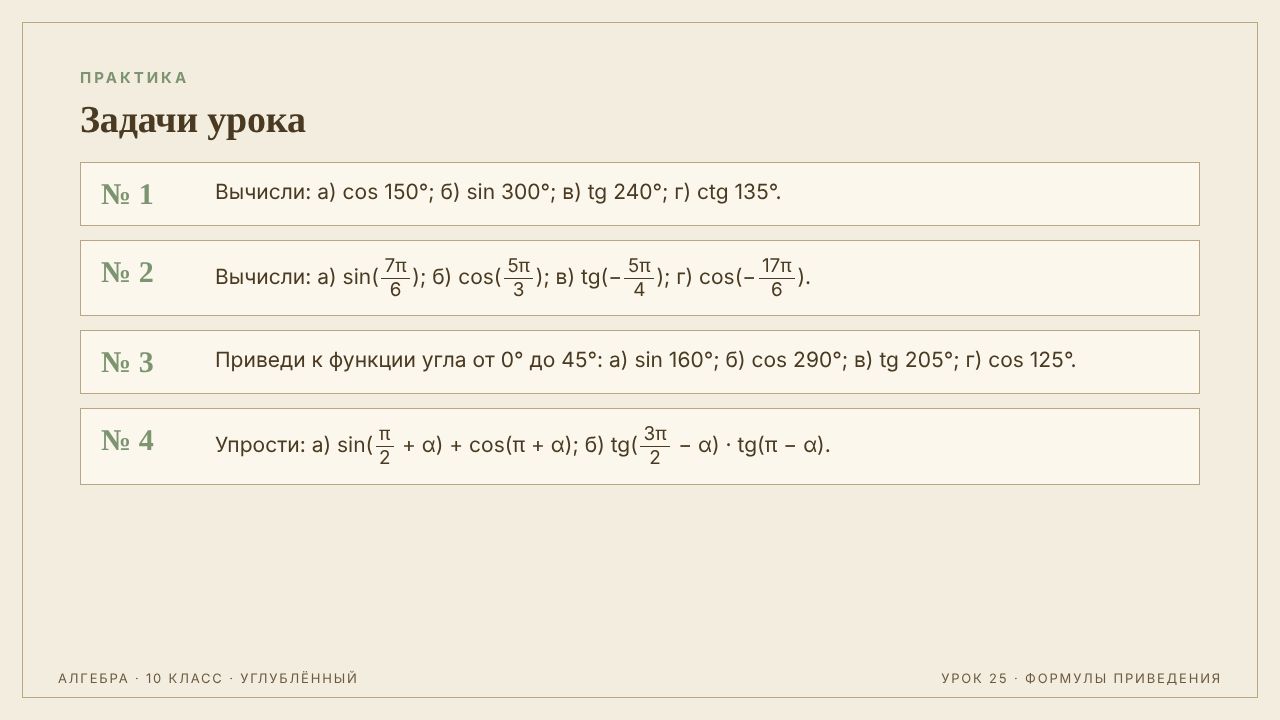 ПРАКТИКА
Задачи урока
№ 1 Вычисли: а) cos 150°; б) sin 300°; в) tg 240°; г) ctg 135°.
№ 2 Вычисли: а) sin(7π/6); б) cos(5π/3); в) tg(−5π/4); г) cos(−17π/6).
№ 3 Приведи к функции угла от 0° до 45°: а) sin 160°; б) cos 290°; в) tg 205°; г) cos 125°.
№ 4 Упрости: а) sin(π/2 + α) + cos(π + α); б) tg(3π/2 − α) · tg(π − α).
АЛГЕБРА · 10 КЛАСС · УГЛУБЛЁННЫЙ
УРОК 25 · ФОРМУЛЫ ПРИВЕДЕНИЯ